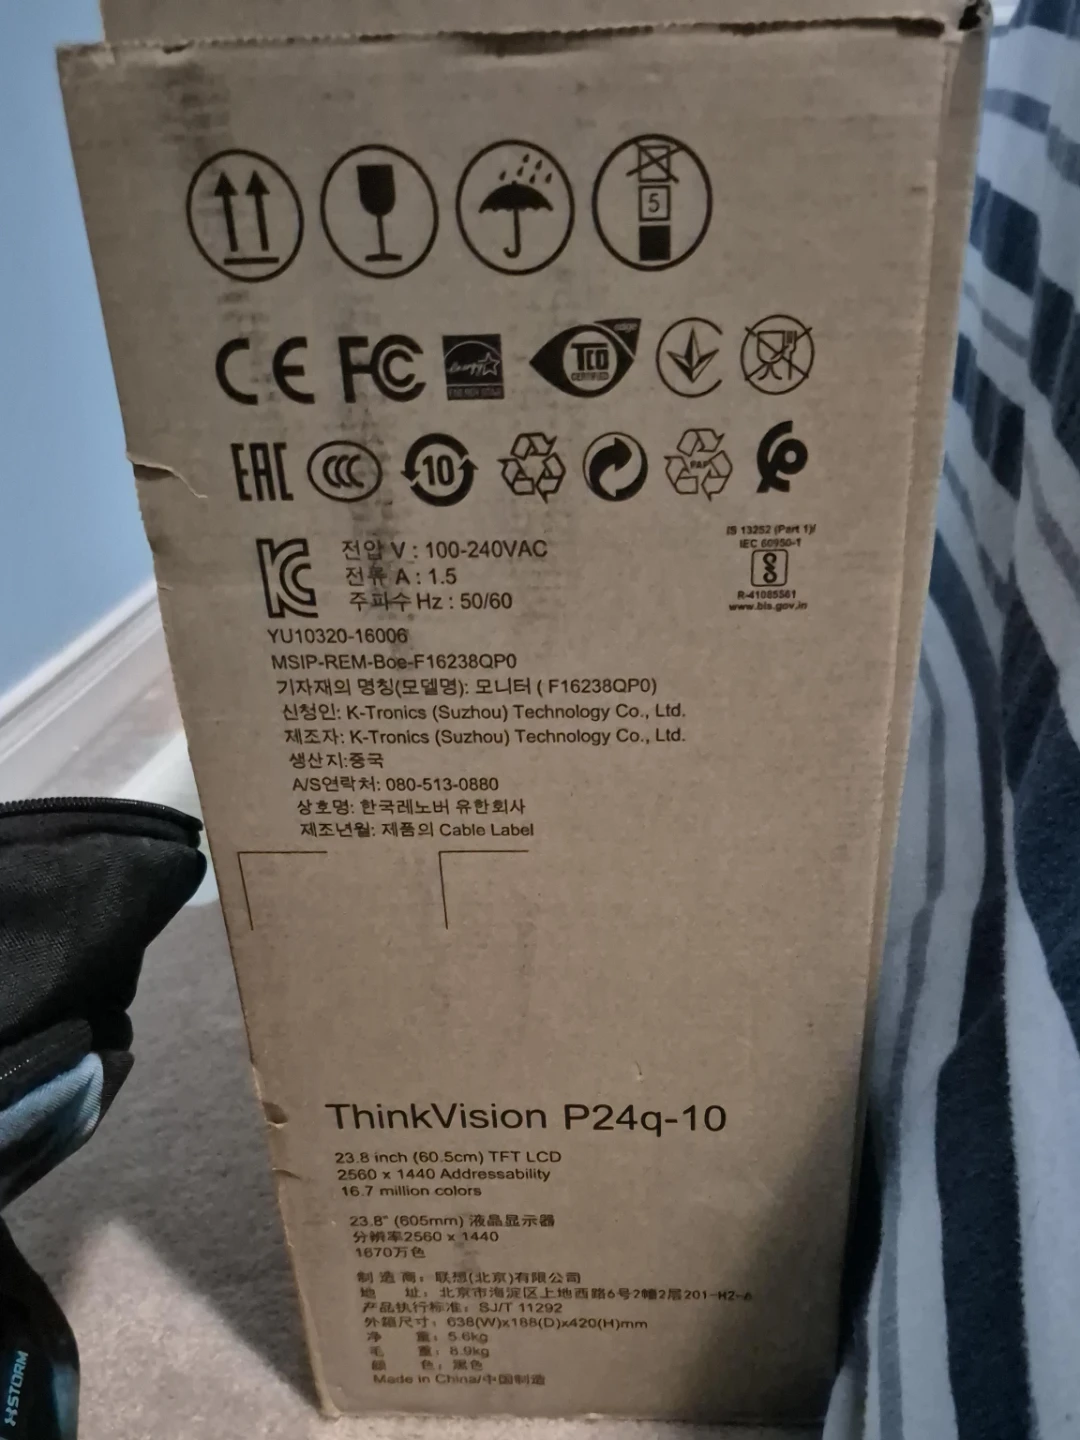 5
CE FC energy TCO CERTIFIED
ENERGY STAR
EAC CCC 10 PAP
IS 13252 (Part 1)/
IEC 60950-1
R-41085561
www.bis.gov.in
KC
전압 V : 100-240VAC
전류 A : 1.5
주파수 Hz : 50/60
YU10320-16006
MSIP-REM-Boe-F16238QP0
기자재의 명칭(모델명): 모니터 ( F16238QP0)
신청인: K-Tronics (Suzhou) Technology Co., Ltd.
제조자: K-Tronics (Suzhou) Technology Co., Ltd.
생산지:중국
A/S연락처: 080-513-0880
상호명: 한국레노버 유한회사
제조년월: 제품의 Cable Label
ThinkVision P24q-10
23.8 inch (60.5cm) TFT LCD
2560 x 1440 Addressability
16.7 million colors
23.8" (605mm) 液晶显示器
分辨率2560 x 1440
1670万色
制 造 商: 联想(北京)有限公司
地 址: 北京市海淀区上地西路6号2幢2层201-H2-6
产品执行标准: SJ/T 11292
外箱尺寸: 638(W)x188(D)x420(H)mm
净 重: 5.6kg
毛 重: 8.9kg
颜 色: 黑色
Made in China/中国制造
STORM